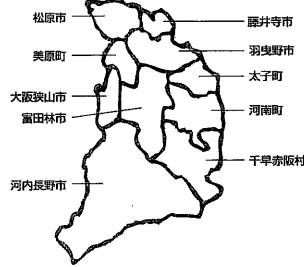 松原市
藤井寺市
美原町
羽曳野市
太子町
大阪狭山市
河南町
富田林市
千早赤阪村
河内長野市